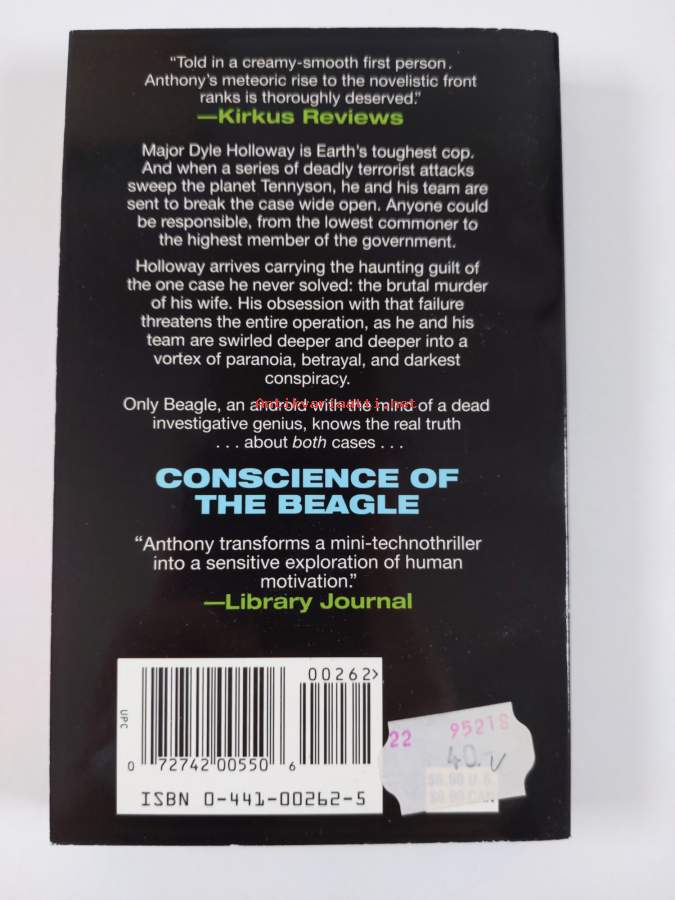 “Told in a creamy-smooth first person.
Anthony’s meteoric rise to the novelistic front
ranks is thoroughly deserved.”
—Kirkus Reviews
Major Dyle Holloway is Earth’s toughest cop.
And when a series of deadly terrorist attacks
sweep the planet Tennyson, he and his team are
sent to break the case wide open. Anyone could
be responsible, from the lowest commoner to
the highest member of the government.
Holloway arrives carrying the haunting guilt of
the one case he never solved: the brutal murder
of his wife. His obsession with that failure
threatens the entire operation, as he and his
team are swirled deeper and deeper into a
vortex of paranoia, betrayal, and darkest
conspiracy.
Only Beagle, an android with the mind of a dead
investigative genius, knows the real truth
. . . about both cases . . .
CONSCIENCE OF
THE BEAGLE
“Anthony transforms a mini-technothriller
into a sensitive exploration of human
motivation.”
—Library Journal
00262>
UPC
0 72742 00550 6
ISBN 0-441-00262-5
22 95218
40.-
antikvariaatti.net